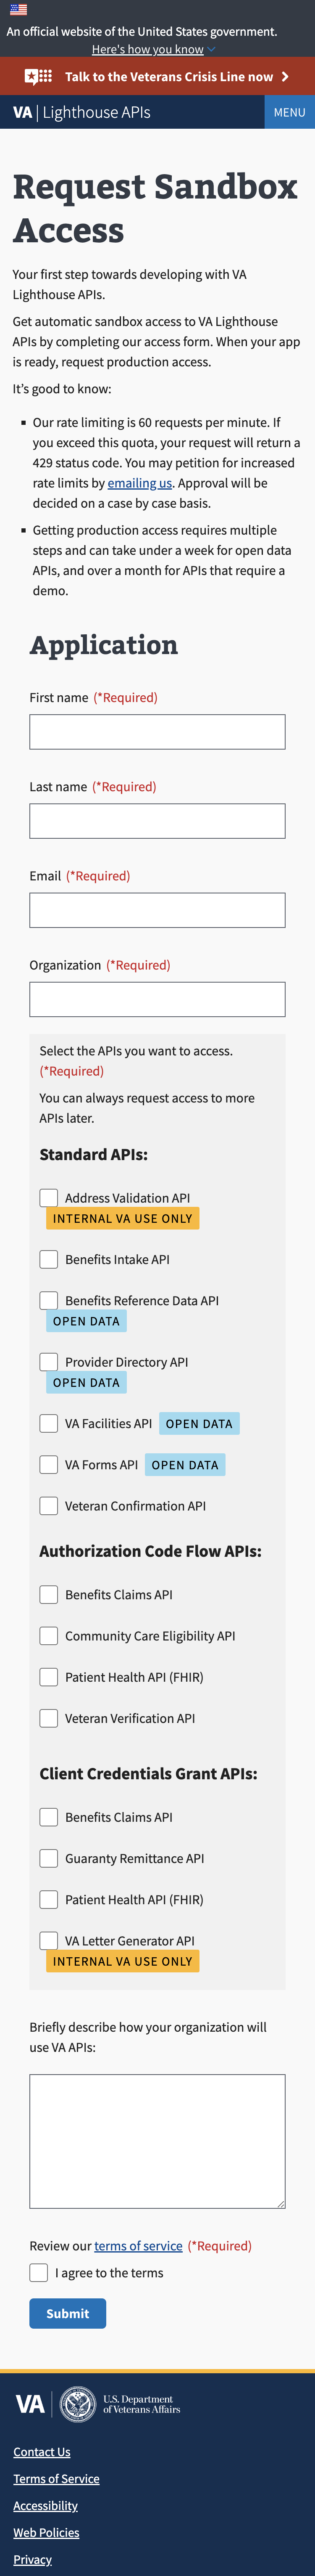 An official website of the United States government.
Here's how you know
Talk to the Veterans Crisis Line now
VA | Lighthouse APIs
MENU
Request Sandbox
Access
Your first step towards developing with VA
Lighthouse APIs.
Get automatic sandbox access to VA Lighthouse
APIs by completing our access form. When your app
is ready, request production access.
It's good to know:
Our rate limiting is 60 requests per minute. If
you exceed this quota, your request will return a
429 status code. You may petition for increased
rate limits by emailing us. Approval will be
decided on a case by case basis.
Getting production access requires multiple
steps and can take under a week for open data
APIs, and over a month for APIs that require a
demo.
Application
First name (*Required)
Last name (*Required)
Email (*Required)
Organization (*Required)
Select the APIs you want to access.
(*Required)
You can always request access to more
APIs later.
Standard APIs:
Address Validation API
INTERNAL VA USE ONLY
Benefits Intake API
Benefits Reference Data API
OPEN DATA
Provider Directory API
OPEN DATA
VA Facilities API OPEN DATA
VA Forms API OPEN DATA
Veteran Confirmation API
Authorization Code Flow APIs:
Benefits Claims API
Community Care Eligibility API
Patient Health API (FHIR)
Veteran Verification API
Client Credentials Grant APIs:
Benefits Claims API
Guaranty Remittance API
Patient Health API (FHIR)
VA Letter Generator API
INTERNAL VA USE ONLY
Briefly describe how your organization will
use VA APIs:
Review our terms of service (*Required)
I agree to the terms
Submit
VA
U.S. Department
of Veterans Affairs
Contact Us
Terms of Service
Accessibility
Web Policies
Privacy